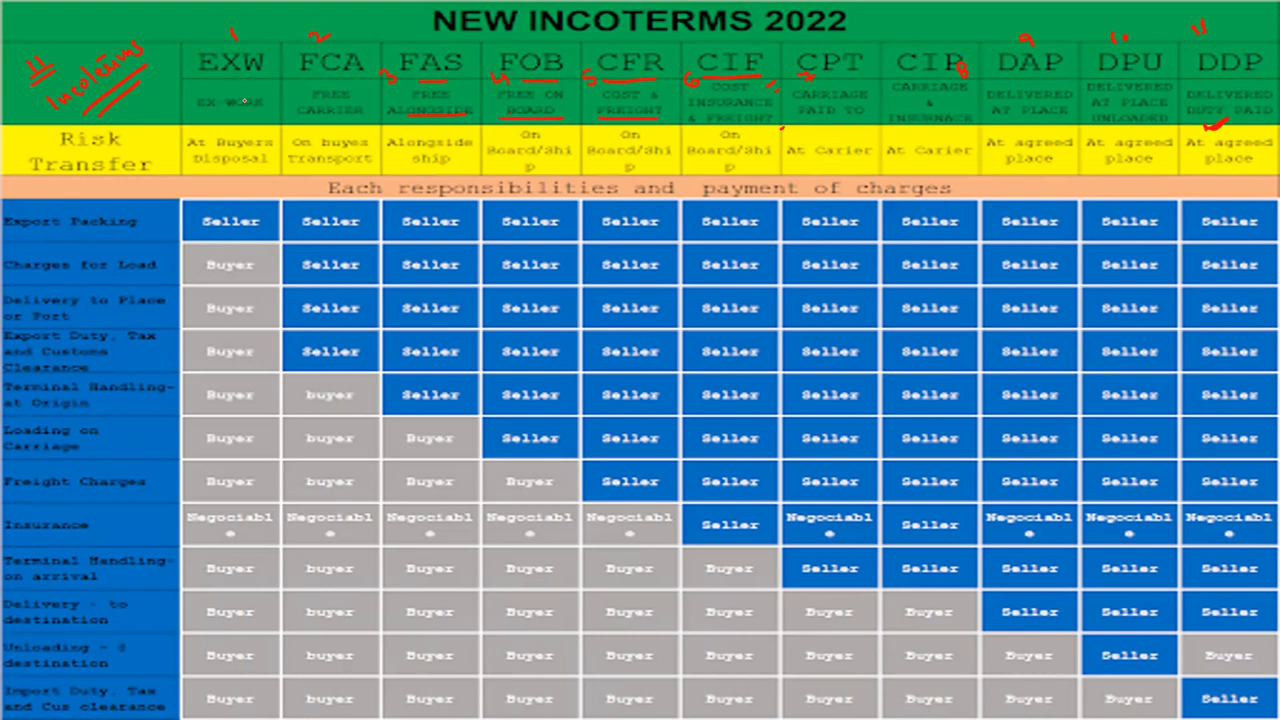 NEW INCOTERMS 2022
1 2 3 4 5 6 7 8 9 10 11
11 Incoterms
EXW FCA FAS FOB CFR CIF CPT CIP DAP DPU DDP
EX-WORK FREE CARRIER FREE ALONGSIDE FREE ON BOARD COST & FREIGHT COST INSURANCE & FREIGHT CARRIAGE PAID TO CARRIAGE & INSURNACE DELIVERED AT PLACE DELIVERED AT PLACE UNLOADED DELIVERED DUTY PAID
Risk Transfer At Buyers Disposal On buyes transport Alongside ship On Board/Ship On Board/Ship On Board/Ship At Carier At Carier At agreed place At agreed place At agreed place
Each responsibilities and payment of charges
Export Packing Seller Seller Seller Seller Seller Seller Seller Seller Seller Seller Seller
Charges for Load Buyer Seller Seller Seller Seller Seller Seller Seller Seller Seller Seller
Delivery to Place or Port Buyer Seller Seller Seller Seller Seller Seller Seller Seller Seller Seller
Export Duty, Tax and Customs Clearance Buyer Seller Seller Seller Seller Seller Seller Seller Seller Seller Seller
Terminal Handling- at Origin Buyer buyer Seller Seller Seller Seller Seller Seller Seller Seller Seller
Loading on Carriage Buyer buyer Buyer Seller Seller Seller Seller Seller Seller Seller Seller
Freight Charges Buyer buyer Buyer Buyer Seller Seller Seller Seller Seller Seller Seller
Insurance Negociable Negociable Negociable Negociable Negociable Seller Negociable Seller Negociable Negociable Negociable
Terminal Handling- on arrival Buyer buyer Buyer Buyer Buyer Buyer Seller Seller Seller Seller Seller
Delivery - to destination Buyer buyer Buyer Buyer Buyer Buyer Buyer Buyer Seller Seller Seller
Unloading - @ destination Buyer buyer Buyer Buyer Buyer Buyer Buyer Buyer Buyer Seller Buyer
Import Duty, Tax and Cus clearance Buyer buyer Buyer Buyer Buyer Buyer Buyer Buyer Buyer Buyer Seller